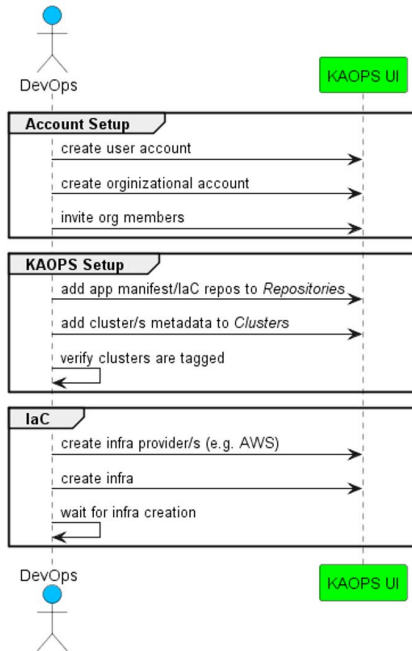 DevOps
KAOPS UI
Account Setup
create user account
create orginizational account
invite org members
KAOPS Setup
add app manifest/IaC repos to Repositories
add cluster/s metadata to Clusters
verify clusters are tagged
IaC
create infra provider/s (e.g. AWS)
create infra
wait for infra creation
DevOps
KAOPS UI